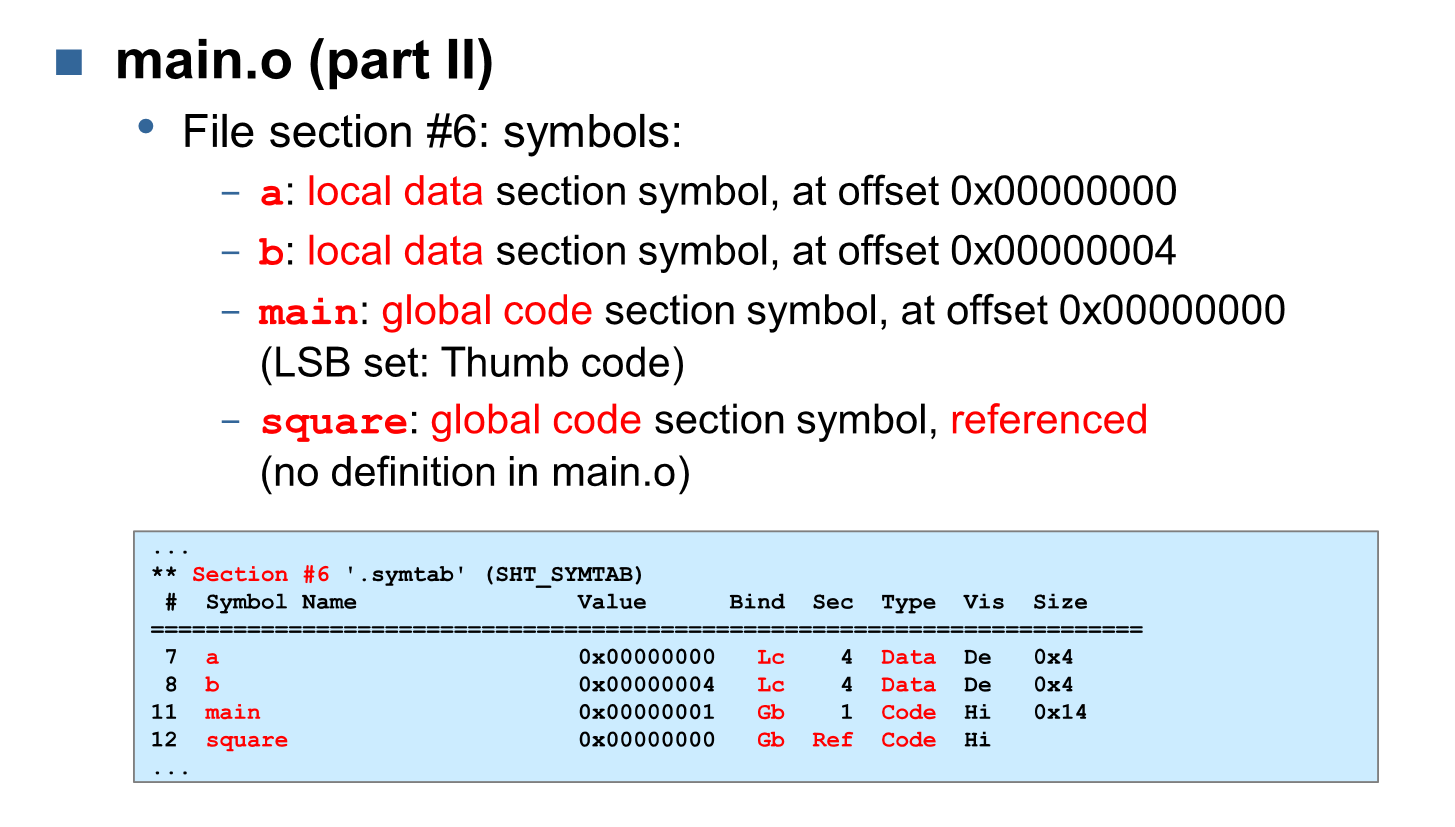 main.o (part II)
File section #6: symbols:
– a: local data section symbol, at offset 0x00000000
– b: local data section symbol, at offset 0x00000004
– main: global code section symbol, at offset 0x00000000
(LSB set: Thumb code)
– square: global code section symbol, referenced
(no definition in main.o)
...
** Section #6 '.symtab' (SHT_SYMTAB)
#  Symbol Name                Value      Bind  Sec  Type  Vis  Size
========================================================================
7  a                          0x00000000   Lc    4  Data  De   0x4
8  b                          0x00000004   Lc    4  Data  De   0x4
11  main                       0x00000001   Gb    1  Code  Hi   0x14
12  square                     0x00000000   Gb  Ref  Code  Hi
...